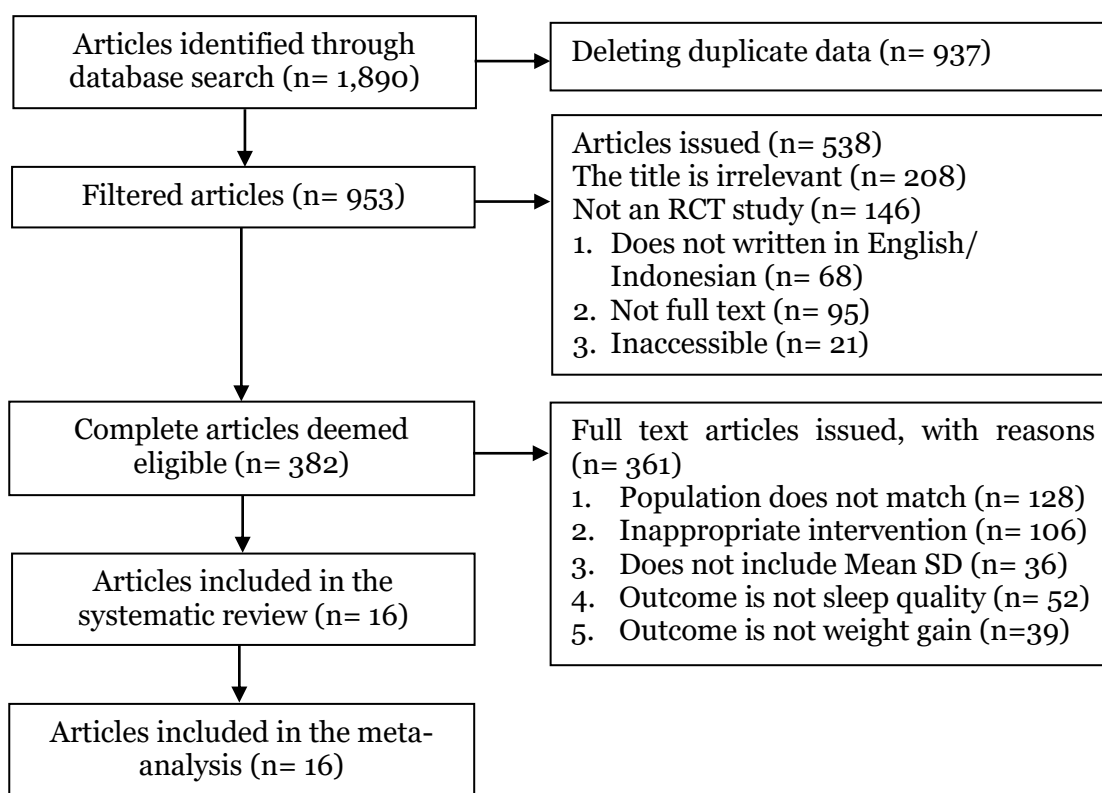 Articles identified through
database search (n= 1,890)
Deleting duplicate data (n= 937)
Filtered articles (n= 953)
Articles issued (n= 538)
The title is irrelevant (n= 208)
Not an RCT study (n= 146)
1. Does not written in English/
Indonesian (n= 68)
2. Not full text (n= 95)
3. Inaccessible (n= 21)
Complete articles deemed
eligible (n= 382)
Full text articles issued, with reasons
(n= 361)
1. Population does not match (n= 128)
2. Inappropriate intervention (n= 106)
3. Does not include Mean SD (n= 36)
4. Outcome is not sleep quality (n= 52)
5. Outcome is not weight gain (n=39)
Articles included in the
systematic review (n= 16)
Articles included in the meta-
analysis (n= 16)